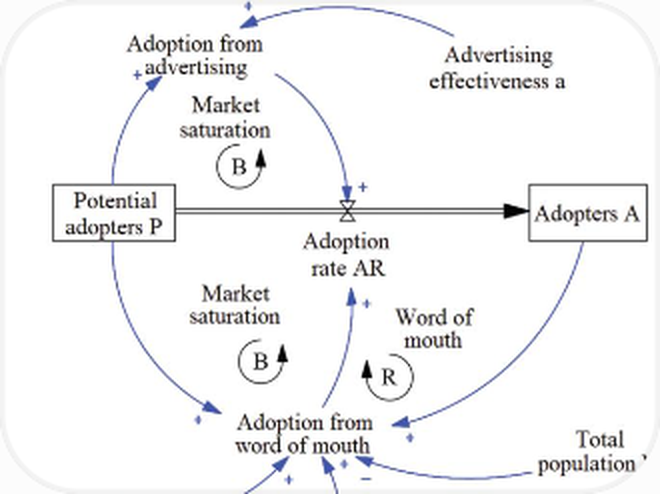 Adoption from
advertising
Advertising
effectiveness a
Market
saturation
B
Potential
adopters P
Adopters A
Adoption
rate AR
Market
saturation
B
Word of
mouth
R
Adoption from
word of mouth
Total
population